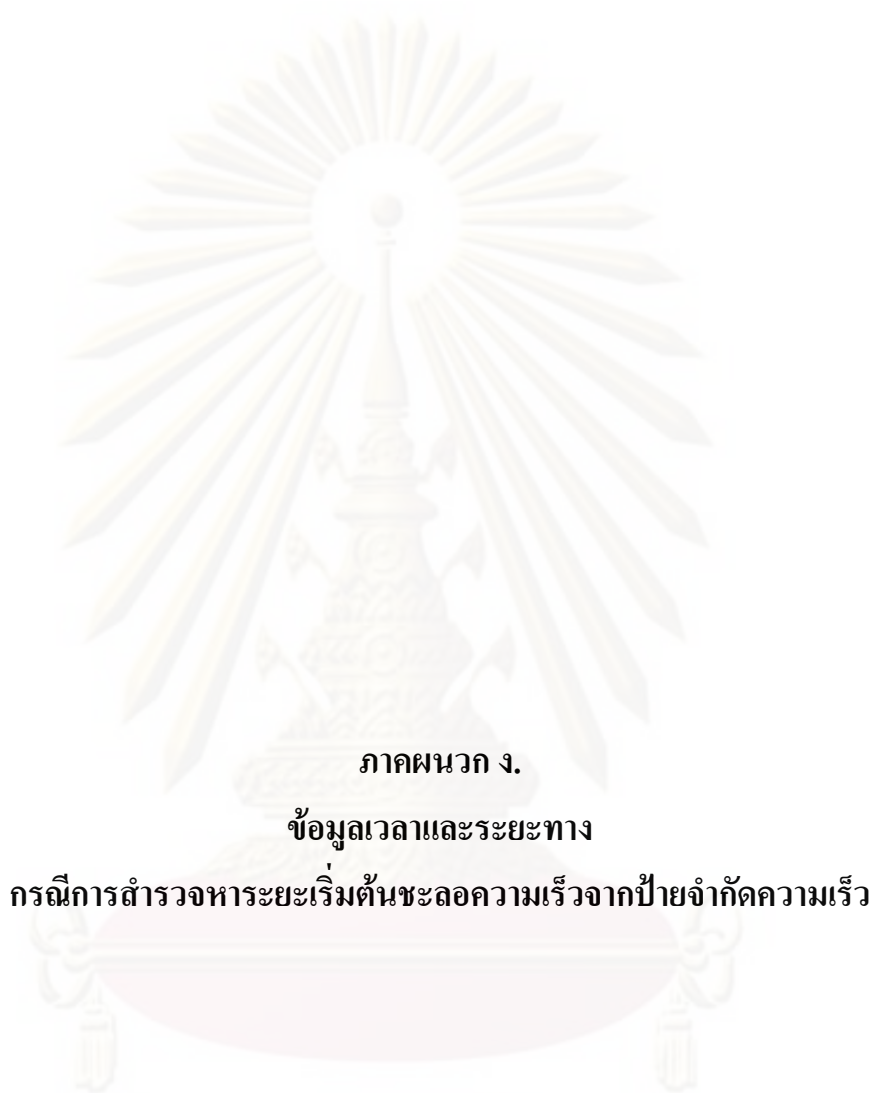 ภาคผนวก ง.
ข้อมูลเวลาและระยะทาง
กรณีการสำรวจหาระยะเริ่มต้นชะลอความเร็วจากป้ายจำกัดความเร็ว